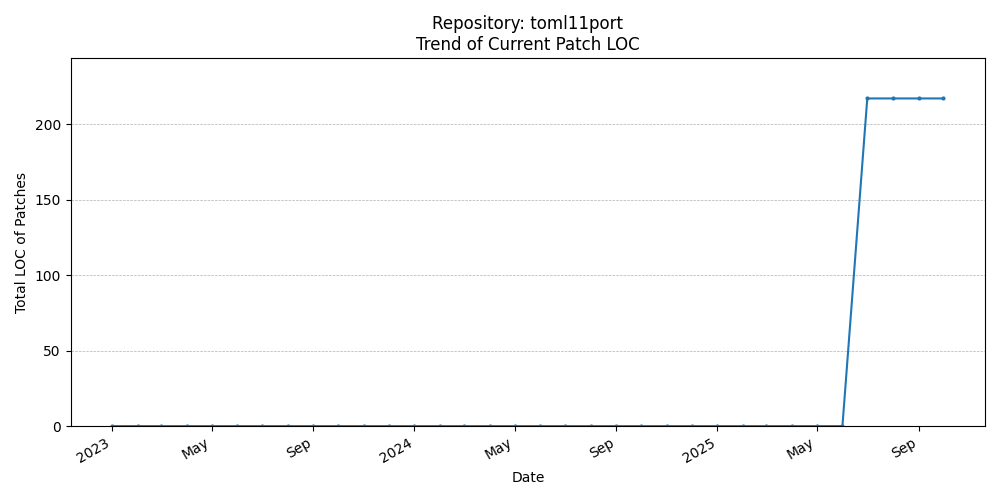 Repository: toml11port
Trend of Current Patch LOC
Total LOC of Patches
200
150
100
50
0
2023
May
Sep
2024
May
Sep
2025
May
Sep
Date